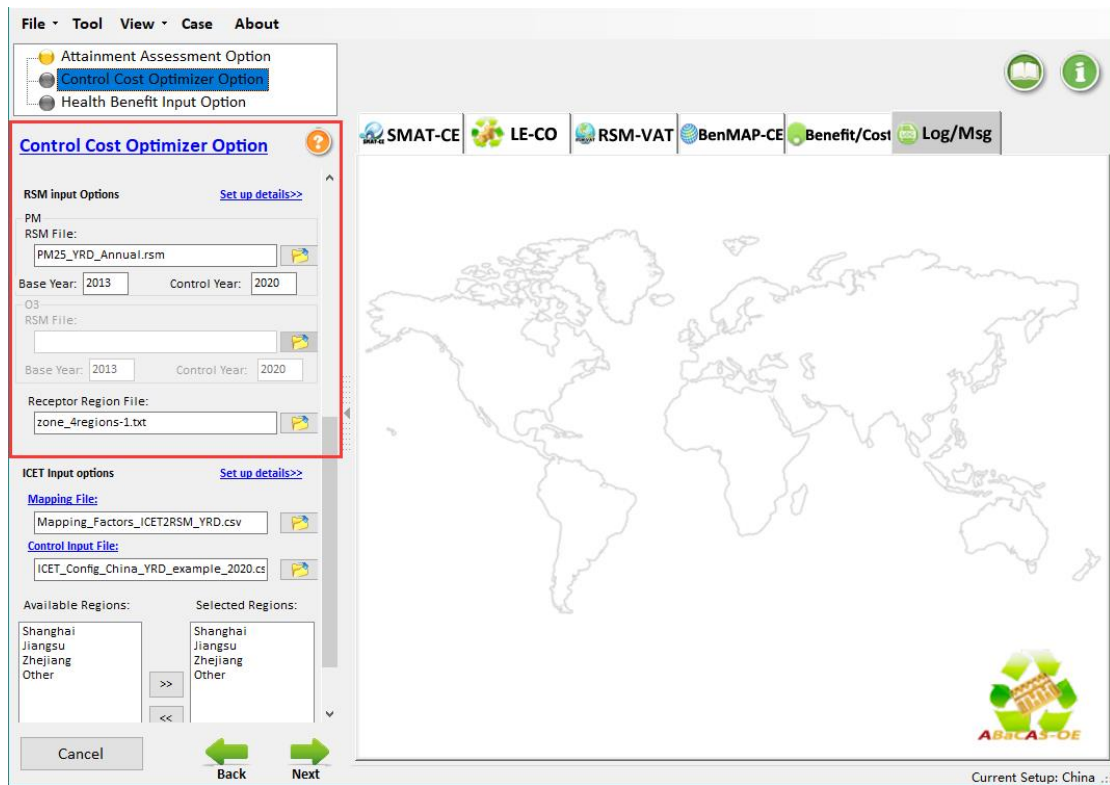 File Tool View Case About
Attainment Assessment Option
Control Cost Optimizer Option
Health Benefit Input Option
Control Cost Optimizer Option
SMAT-CE LE-CO RSM-VAT BenMAP-CE Benefit/Cost Log/Msg
RSM input Options Set up details>>
PM
RSM File:
PM25_YRD_Annual.rsm
Base Year: 2013 Control Year: 2020
O3
RSM File:
Base Year: 2013 Control Year: 2020
Receptor Region File:
zone_4regions-1.txt
ICET Input options Set up details>>
Mapping File:
Mapping_Factors_ICET2RSM_YRD.csv
Control Input File:
ICET_Config_China_YRD_example_2020.cs
Available Regions: Selected Regions:
Shanghai Shanghai
Jiangsu Jiangsu
Zhejiang Zhejiang
Other Other
>>
<<
Cancel Back Next
ABaCAS-OE
Current Setup: China